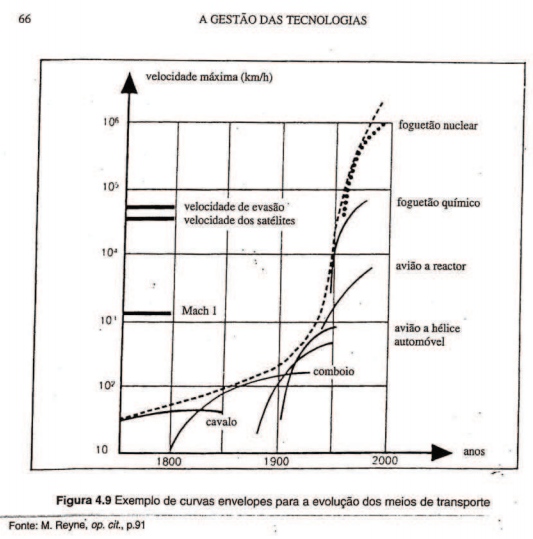 66
A GESTÃO DAS TECNOLOGIAS
velocidade máxima (km/h)
10⁶
foguetão nuclear
10⁵
foguetão químico
velocidade de evasão
velocidade dos satélites
10⁴
avião a reactor
Mach 1
10¹
avião a hélice
automóvel
comboio
10²
cavalo
10
anos
1800
1900
2000
Figura 4.9 Exemplo de curvas envelopes para a evolução dos meios de transporte
Fonte: M. Reyne, op. cit., p.91